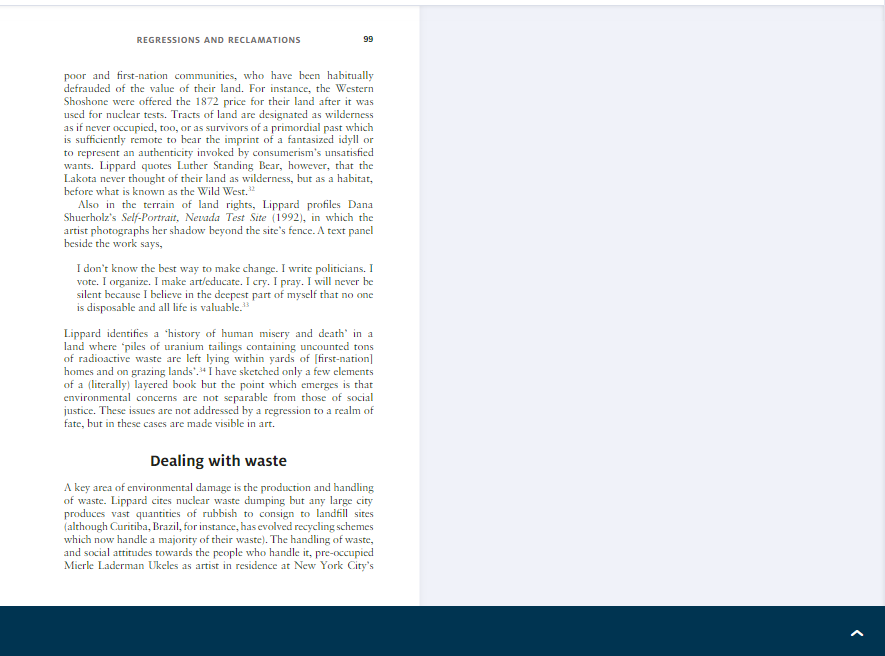 REGRESSIONS AND RECLAMATIONS 99
poor and first-nation communities, who have been habitually
defrauded of the value of their land. For instance, the Western
Shoshone were offered the 1872 price for their land after it was
used for nuclear tests. Tracts of land are designated as wilderness
as if never occupied, too, or as survivors of a primordial past which
is sufficiently remote to bear the imprint of a fantasized idyll or
to represent an authenticity invoked by consumerism's unsatisfied
wants. Lippard quotes Luther Standing Bear, however, that the
Lakota never thought of their land as wilderness, but as a habitat,
before what is known as the Wild West.32
Also in the terrain of land rights, Lippard profiles Dana
Shuerholz's Self-Portrait, Nevada Test Site (1992), in which the
artist photographs her shadow beyond the site's fence. A text panel
beside the work says,
I don't know the best way to make change. I write politicians. I
vote. I organize. I make art/educate. I cry. I pray. I will never be
silent because I believe in the deepest part of myself that no one
is disposable and all life is valuable.33
Lippard identifies a 'history of human misery and death' in a
land where 'piles of uranium tailings containing uncounted tons
of radioactive waste are left lying within yards of [first-nation]
homes and on grazing lands'.34 I have sketched only a few elements
of a (literally) layered book but the point which emerges is that
environmental concerns are not separable from those of social
justice. These issues are not addressed by a regression to a realm of
fate, but in these cases are made visible in art.
Dealing with waste
A key area of environmental damage is the production and handling
of waste. Lippard cites nuclear waste dumping but any large city
produces vast quantities of rubbish to consign to landfill sites
(although Curitiba, Brazil, for instance, has evolved recycling schemes
which now handle a majority of their waste). The handling of waste,
and social attitudes towards the people who handle it, pre-occupied
Mierle Laderman Ukeles as artist in residence at New York City's